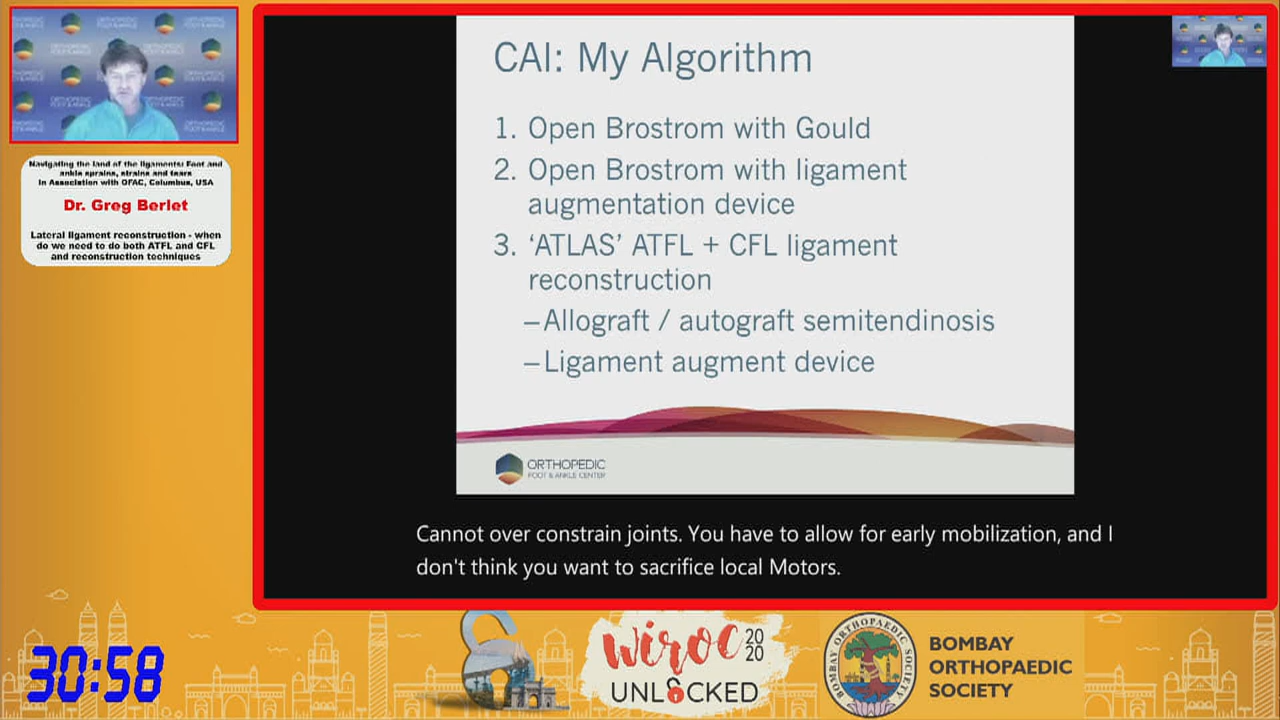 Navigating the land of the ligaments: Foot and
ankle sprains, strains and tears
In Association with OFAC, Columbus, USA
Dr. Greg Berlet
Lateral ligament reconstruction - when
do we need to do both ATFL and CFL
and reconstruction techniques
CAI: My Algorithm
1. Open Brostrom with Gould
2. Open Brostrom with ligament
augmentation device
3. ‘ATLAS’ ATFL + CFL ligament
reconstruction
–Allograft / autograft semitendinosis
–Ligament augment device
ORTHOPEDIC
FOOT & ANKLE CENTER
Cannot over constrain joints. You have to allow for early mobilization, and I
don't think you want to sacrifice local Motors.
30:58
WIROC 2020
UNLOCKED
BOMBAY ORTHOPAEDIC SOCIETY
BOMBAY
ORTHOPAEDIC
SOCIETY